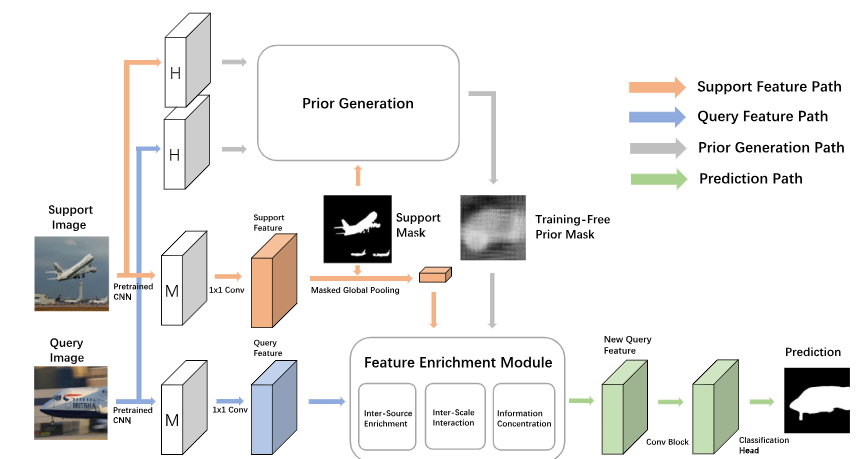 H
Prior Generation
H
Support Feature Path
Query Feature Path
Prior Generation Path
Prediction Path
Support
Image
Pretrained
CNN
M
1x1 Conv
Support
Feature
Support
Mask
Masked Global Pooling
Training-Free
Prior Mask
Query
Image
BRITISH
Pretrained
CNN
M
1x1 Conv
Query
Feature
Feature Enrichment Module
Inter-Source
Enrichment
Inter-Scale
Interaction
Information
Concentration
New Query
Feature
Conv Block
Classification
Head
Prediction